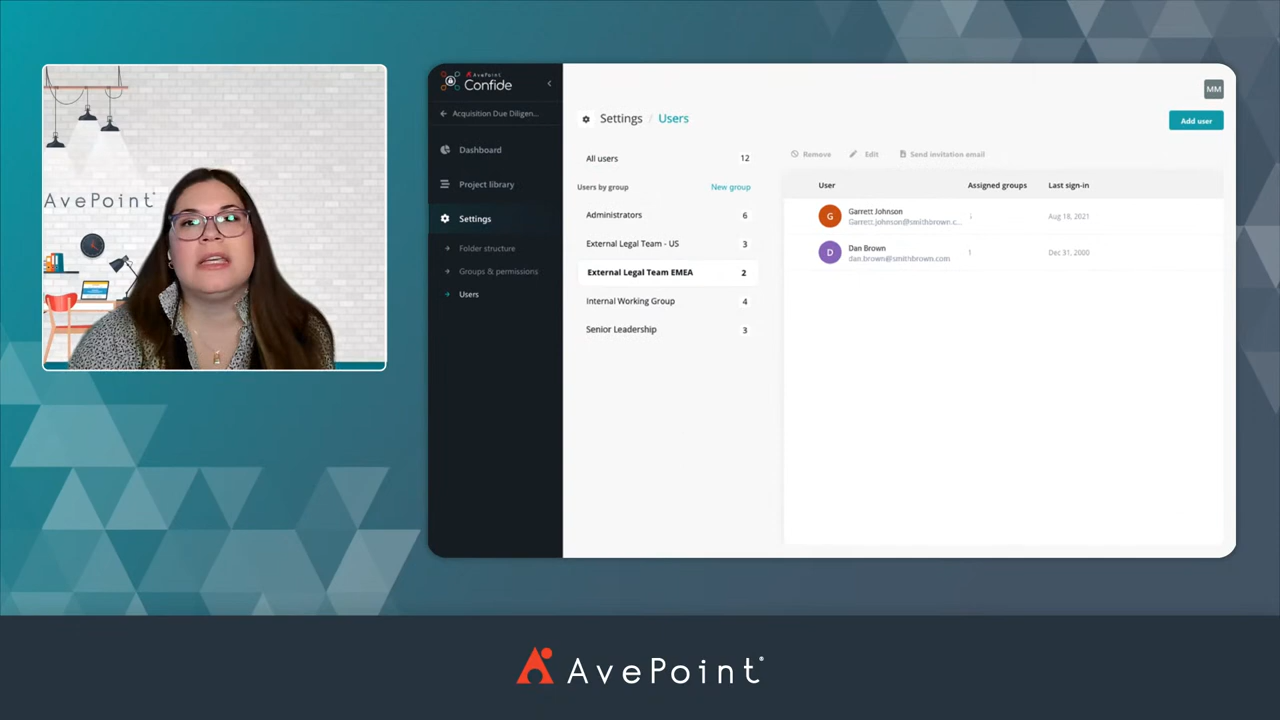 AvePoint
AvePoint
Confide
Acquisition Due Diligen...
Dashboard
Project library
Settings
Folder structure
Groups & permissions
Users
MM
Settings / Users
Add user
All users 12
Users by group New group
Administrators 6
External Legal Team - US 3
External Legal Team EMEA 2
Internal Working Group 4
Senior Leadership 3
Remove Edit Send invitation email
User Assigned groups Last sign-in
G Garrett Johnson Aug 18, 2021
Garrett.johnson@smithbrown.c...
D Dan Brown 1 Dec 31, 2000
dan.brown@smithbrown.com
AvePoint®